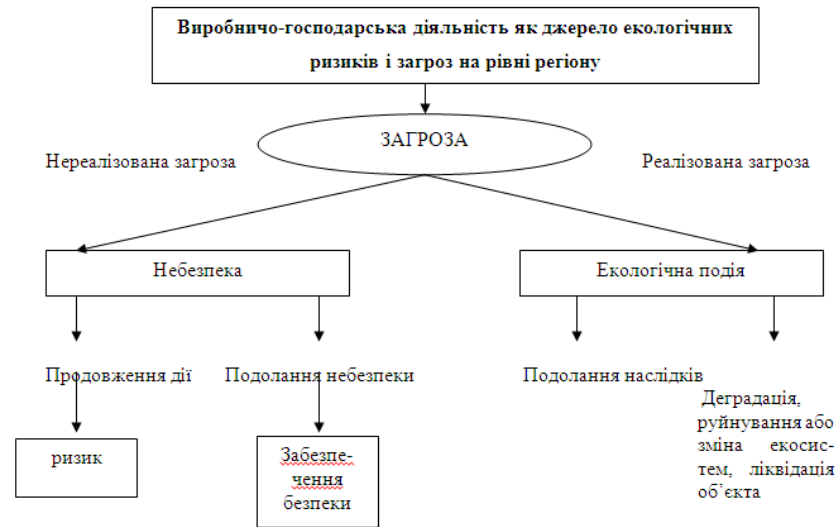 Виробничо-господарська діяльність як джерело екологічних
ризиків і загроз на рівні регіону
ЗАГРОЗА
Нереалізована загроза
Реалізована загроза
Небезпека
Екологічна подія
Продовження дії
Подолання небезпеки
Подолання наслідків
Деградація,
руйнування або
зміна екосис-
тем, ліквідація
об’єкта
ризик
Забезпе-
чення
безпеки